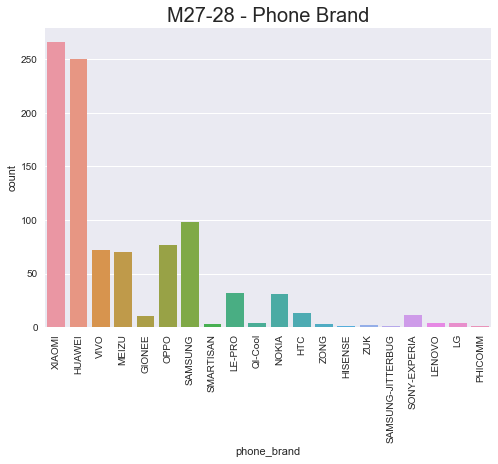 M27-28 - Phone Brand
count
250
200
150
100
50
0
XIAOMI
HUAWEI
VIVO
MEIZU
GIONEE
OPPO
SAMSUNG
SMARTISAN
LE-PRO
QI-Cool
NOKIA
HTC
ZONG
HISENSE
ZUK
SAMSUNG-JITTERBUG
SONY-EXPERIA
LENOVO
LG
PHICOMM
phone_brand